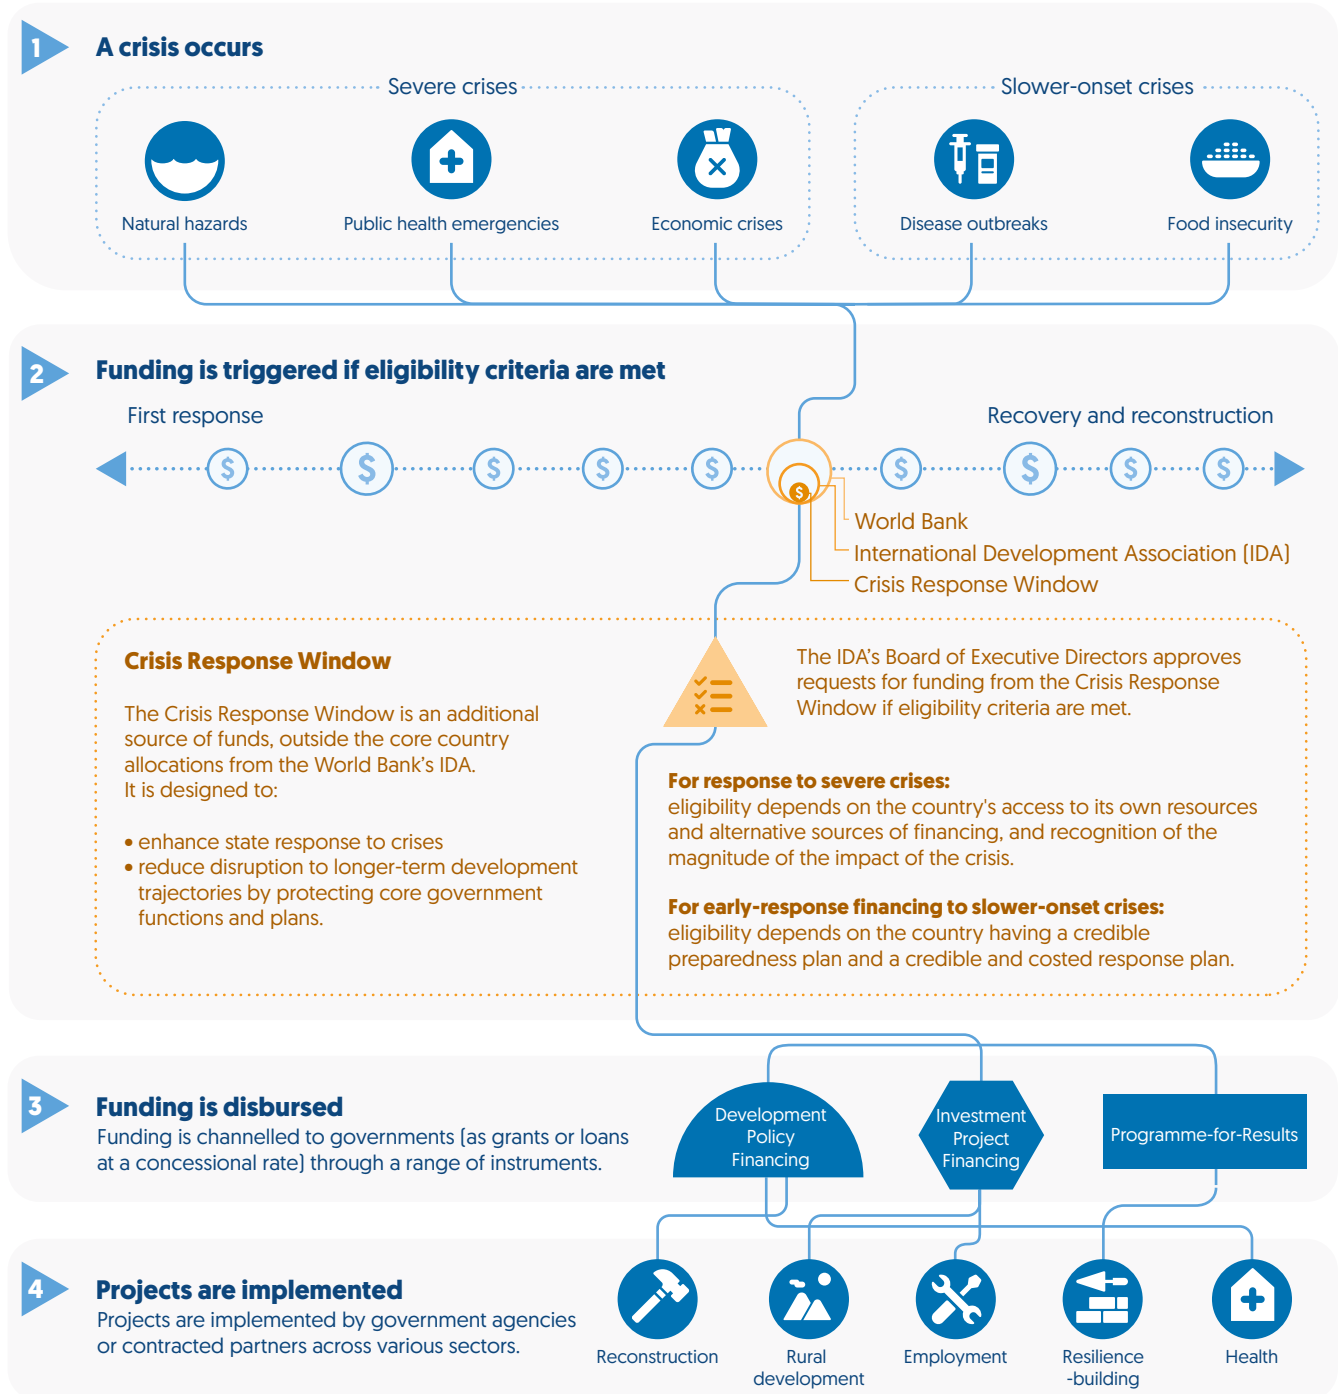 1
A crisis occurs
Severe crises
Slower-onset crises
Natural hazards
Public health emergencies
Economic crises
Disease outbreaks
Food insecurity
2
Funding is triggered if eligibility criteria are met
First response
Recovery and reconstruction
$ $ $ $ $ $ $ $ $ $
World Bank
International Development Association (IDA)
Crisis Response Window
Crisis Response Window
The Crisis Response Window is an additional
source of funds, outside the core country
allocations from the World Bank's IDA.
It is designed to:
• enhance state response to crises
• reduce disruption to longer-term development
trajectories by protecting core government
functions and plans.
The IDA's Board of Executive Directors approves
requests for funding from the Crisis Response
Window if eligibility criteria are met.
For response to severe crises:
eligibility depends on the country's access to its own resources
and alternative sources of financing, and recognition of the
magnitude of the impact of the crisis.
For early-response financing to slower-onset crises:
eligibility depends on the country having a credible
preparedness plan and a credible and costed response plan.
3
Funding is disbursed
Funding is channelled to governments (as grants or loans
at a concessional rate) through a range of instruments.
Development
Policy
Financing
Investment
Project
Financing
Programme-for-Results
4
Projects are implemented
Projects are implemented by government agencies
or contracted partners across various sectors.
Reconstruction
Rural
development
Employment
Resilience
-building
Health